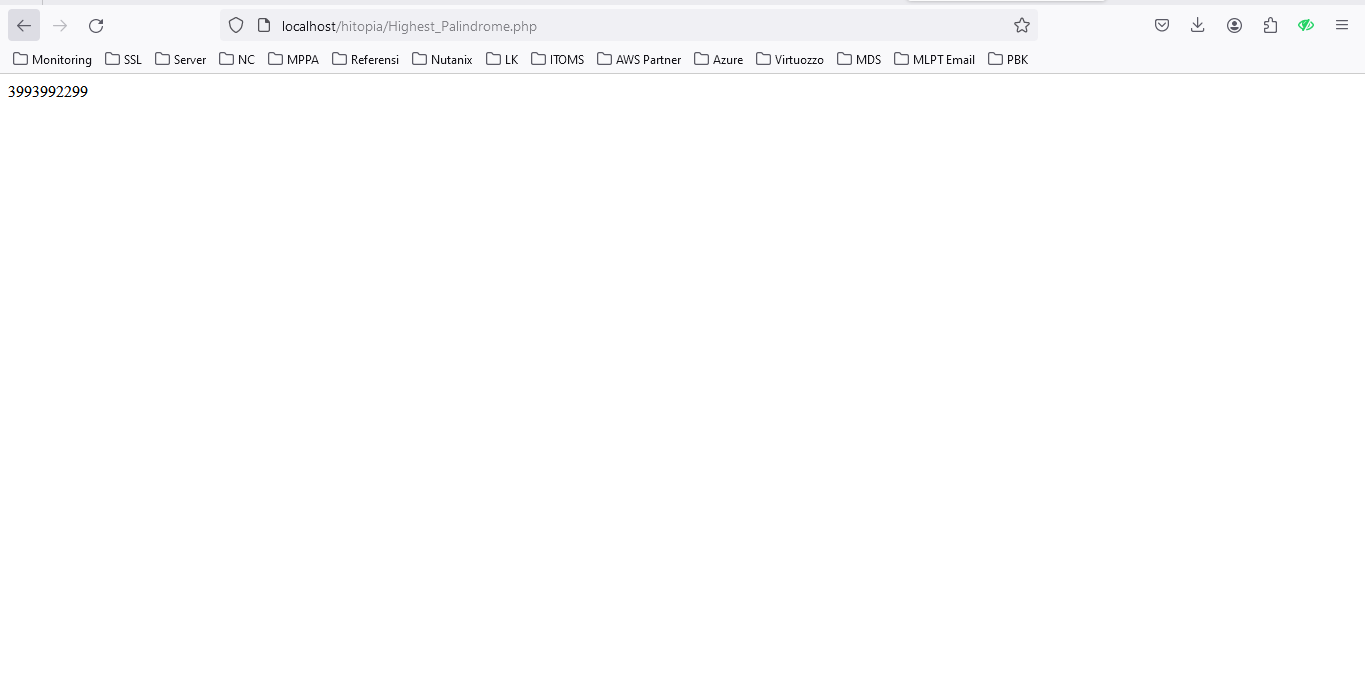 localhost/hitopia/Highest_Palindrome.php
Monitoring SSL Server NC MPPA Referensi Nutanix LK ITOMS AWS Partner Azure Virtuozzo MDS MLPT Email PBK
3993992299